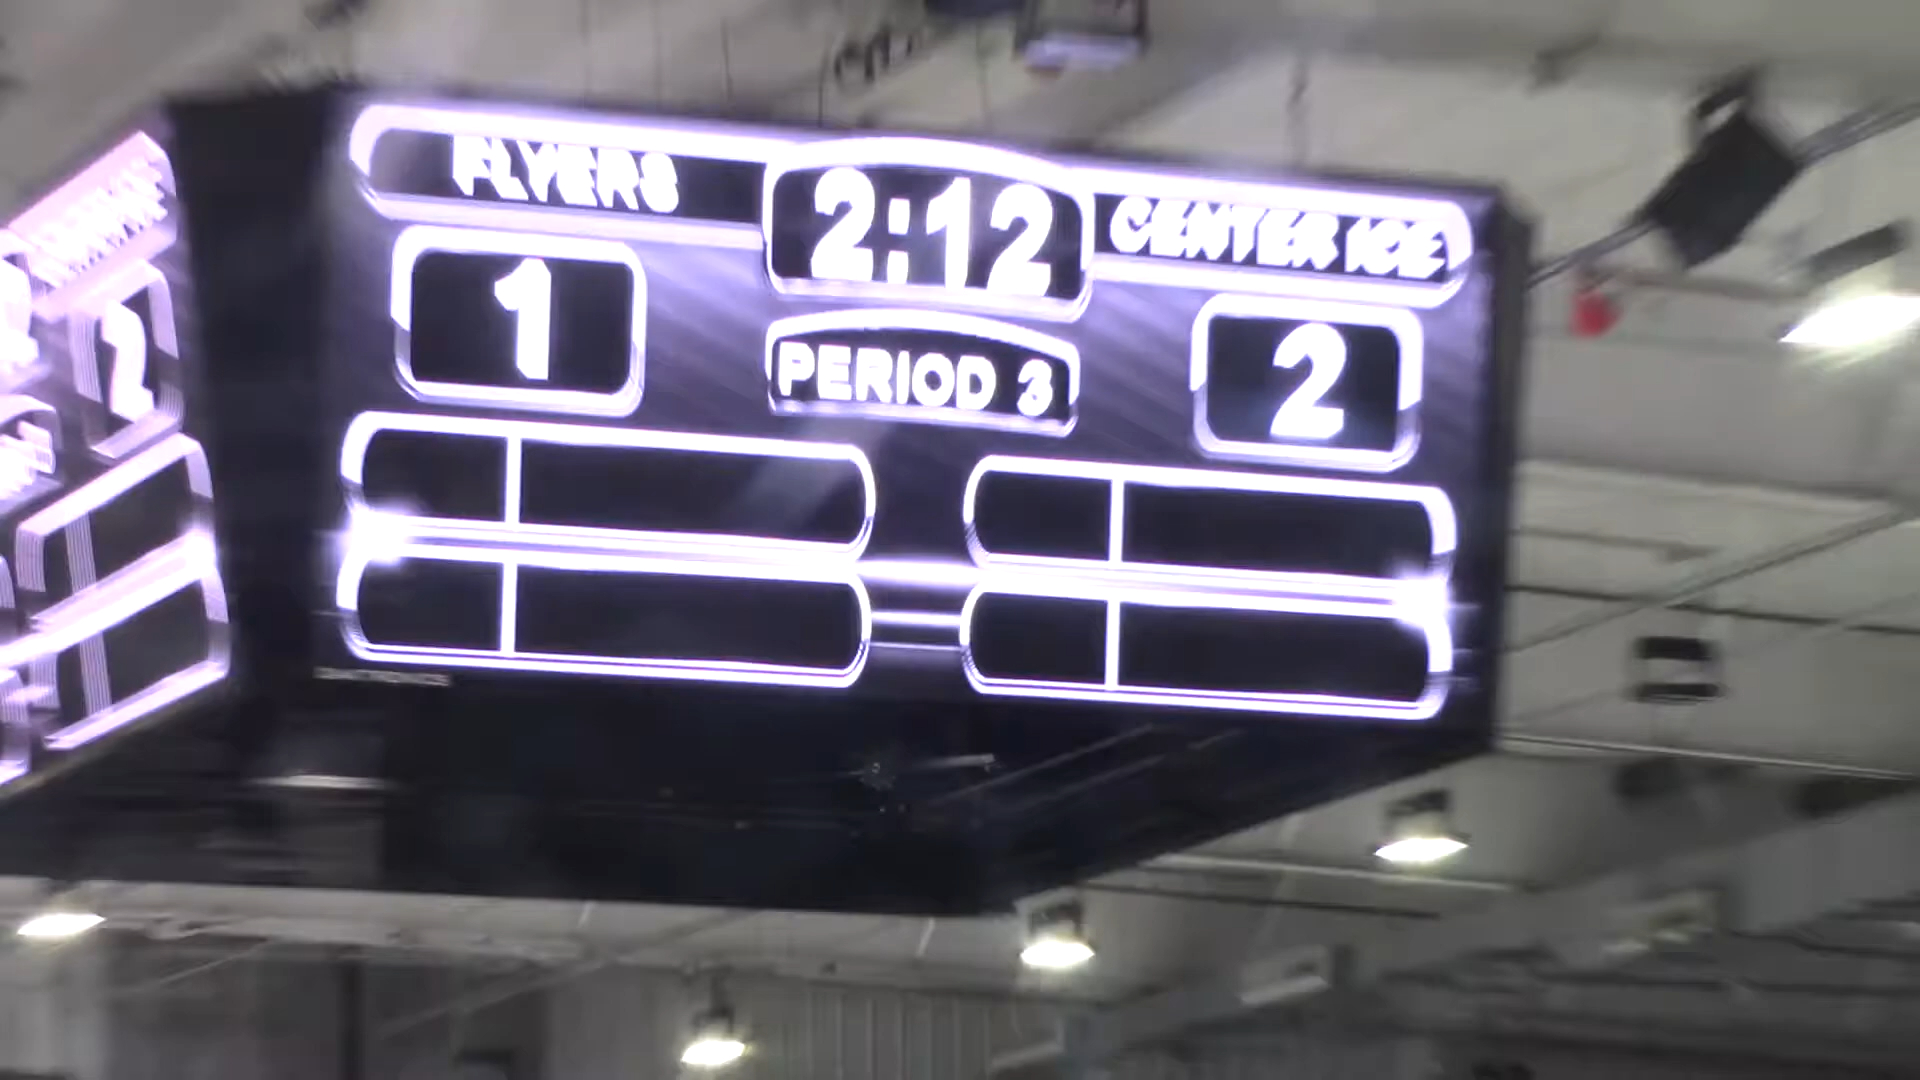 FLYERS
2:12
CENTER ICE
1
PERIOD 3
2